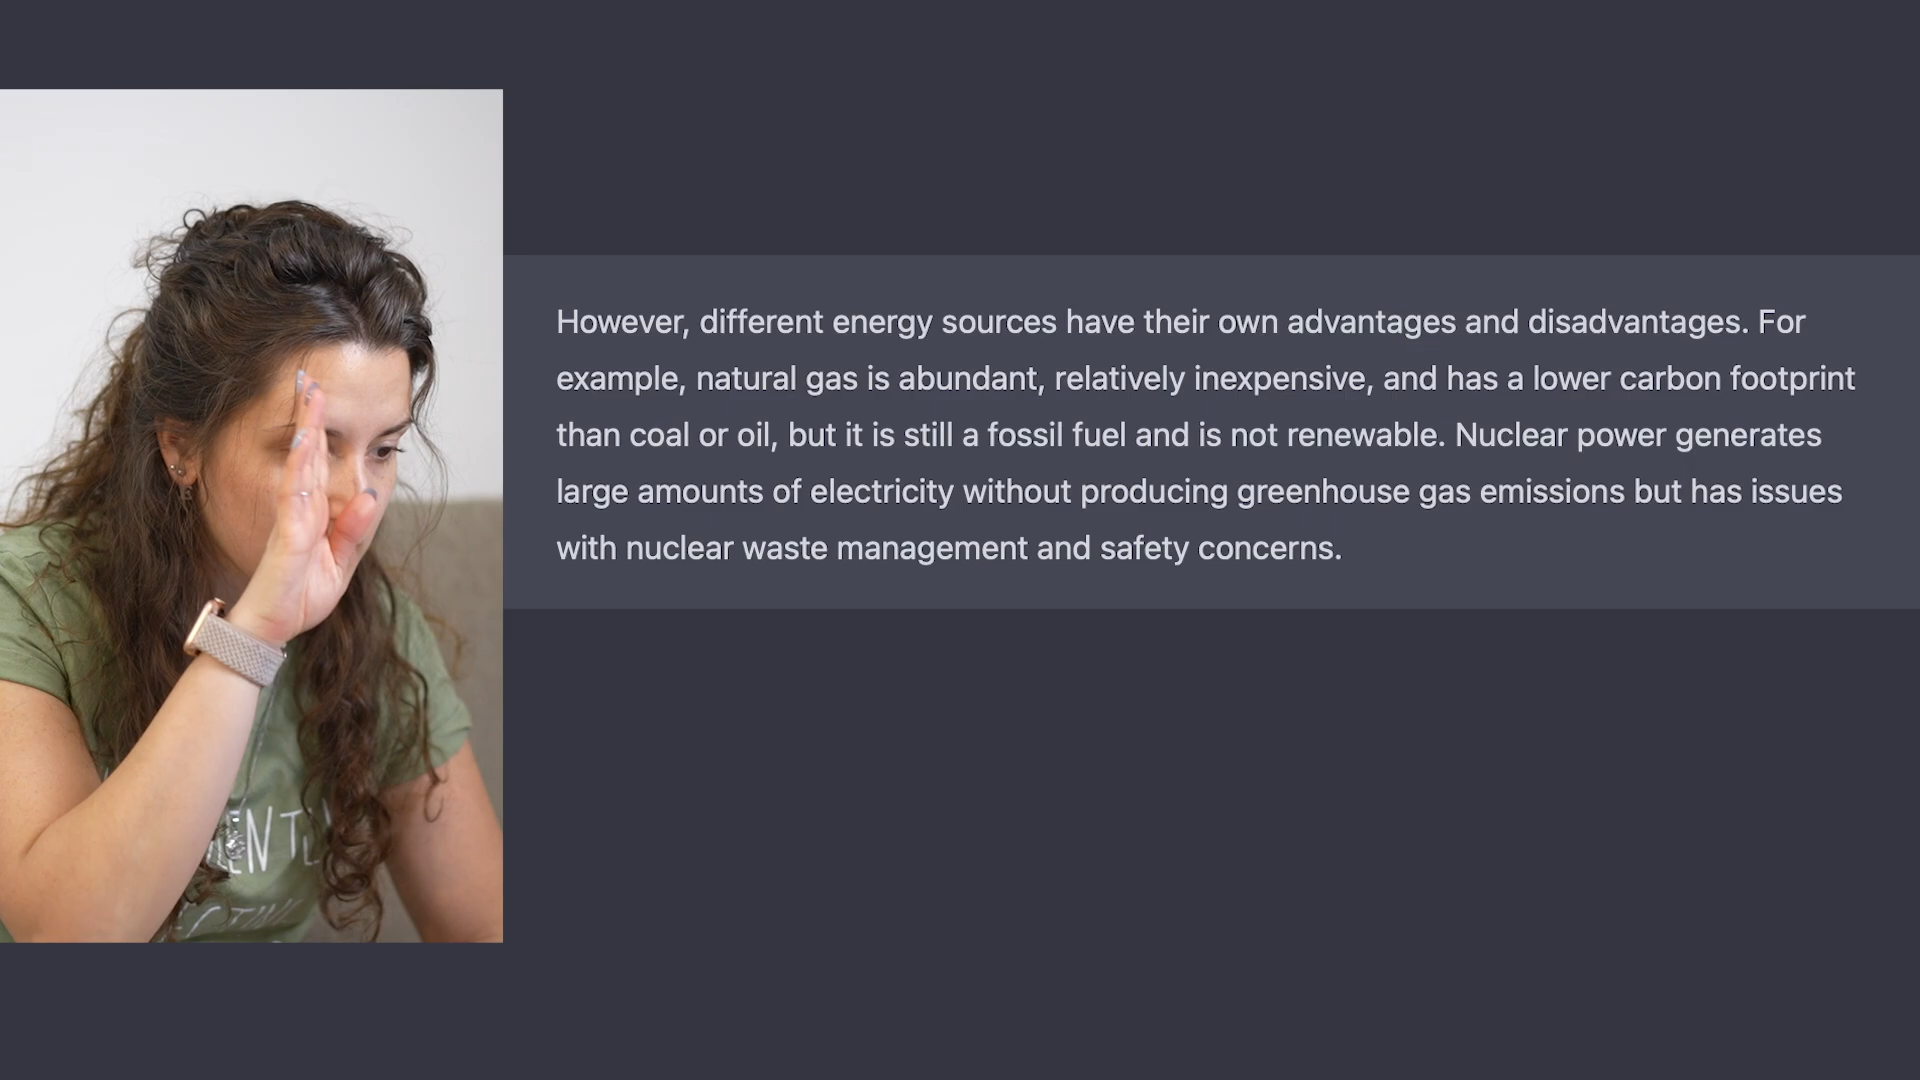 However, different energy sources have their own advantages and disadvantages. For
example, natural gas is abundant, relatively inexpensive, and has a lower carbon footprint
than coal or oil, but it is still a fossil fuel and is not renewable. Nuclear power generates
large amounts of electricity without producing greenhouse gas emissions but has issues
with nuclear waste management and safety concerns.